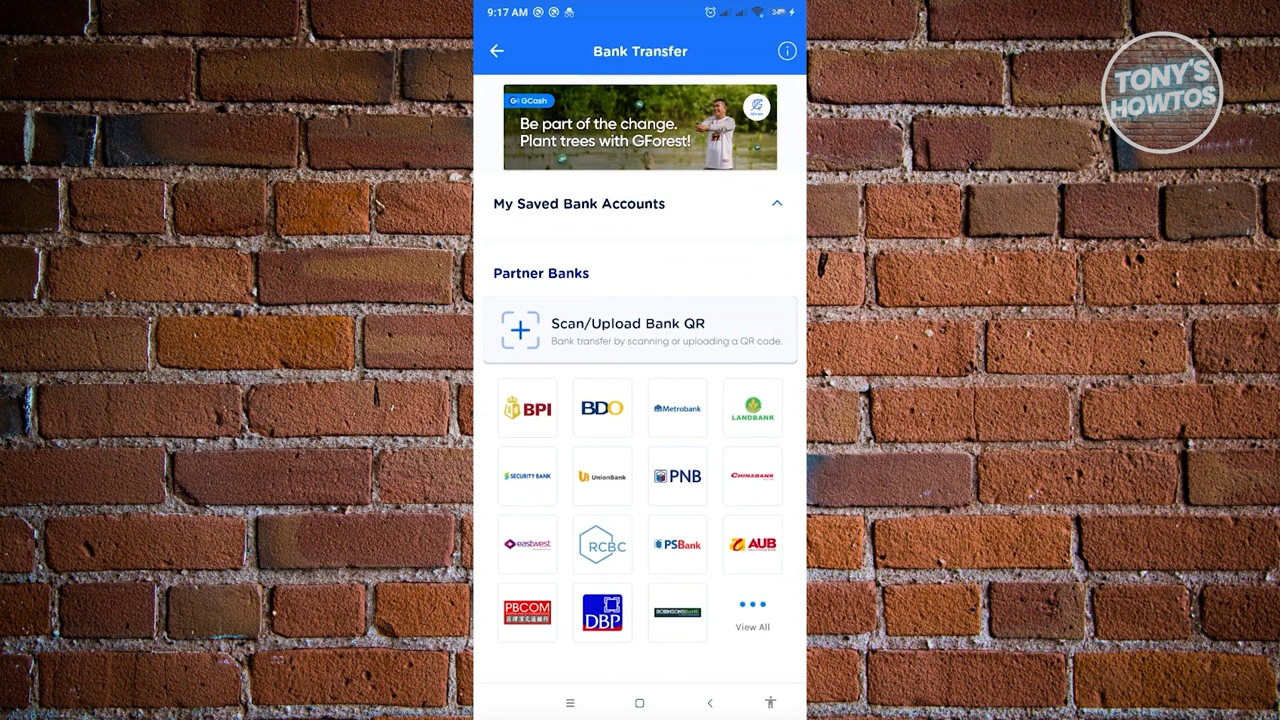 9:17 AM
34
Bank Transfer
TONY'S
HOWTOS
GCash
Be part of the change.
Plant trees with GForest!
My Saved Bank Accounts
Partner Banks
Scan/Upload Bank QR
Bank transfer by scanning or uploading a QR code.
BPI
BDO
Metrobank
LANDBANK
SECURITY BANK
UnionBank
PNB
CHINABANK
eastwest
RCBC
PSBank
AUB
PBCOM
DBP
ROBINSONSBANK
View All